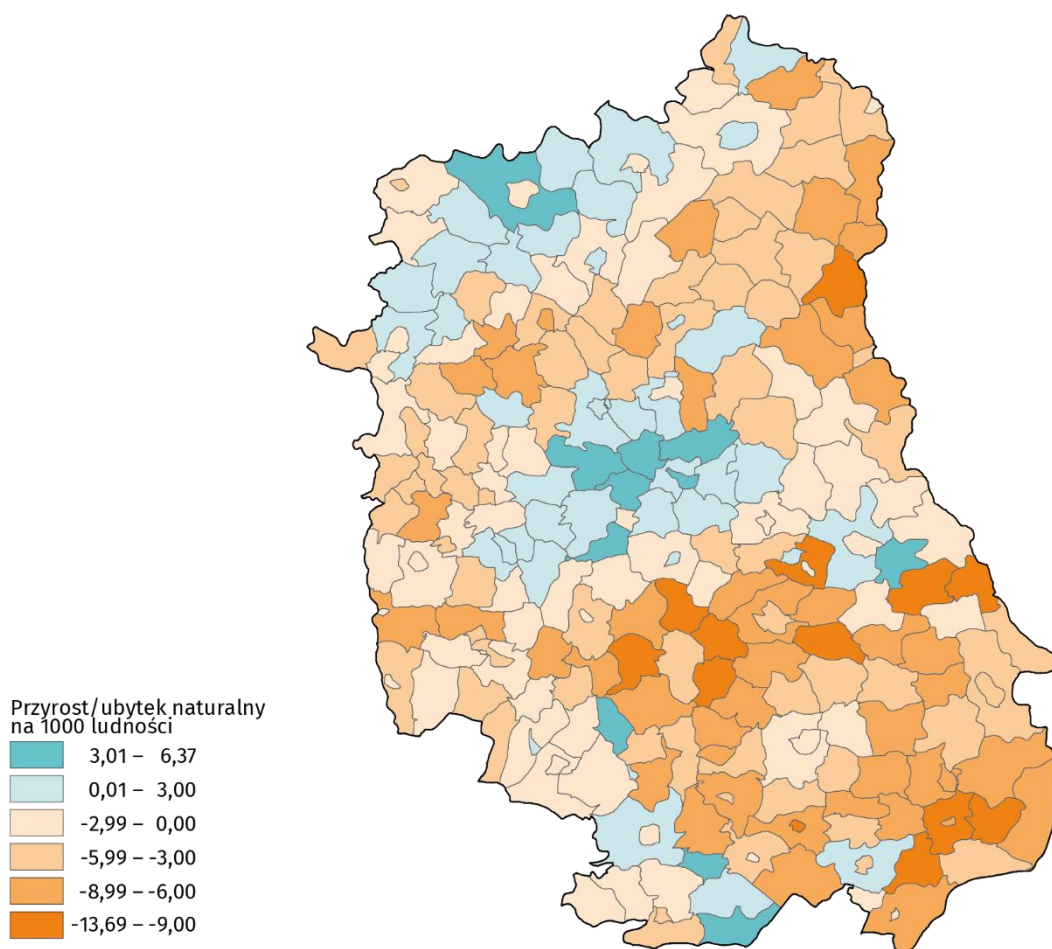 Przyrost/ubytek naturalny
na 1000 ludności
3,01 – 6,37
0,01 – 3,00
-2,99 – 0,00
-5,99 – -3,00
-8,99 – -6,00
-13,69 – -9,00